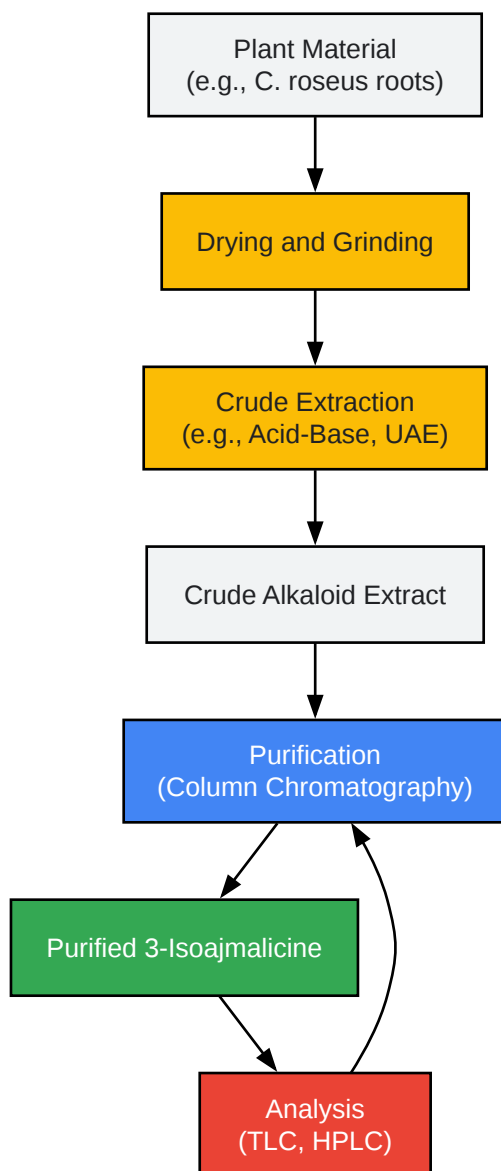 Plant Material
(e.g., C. roseus roots)
Drying and Grinding
Crude Extraction
(e.g., Acid-Base, UAE)
Crude Alkaloid Extract
Purification
(Column Chromatography)
Purified 3-Isoajmalicine
Analysis
(TLC, HPLC)